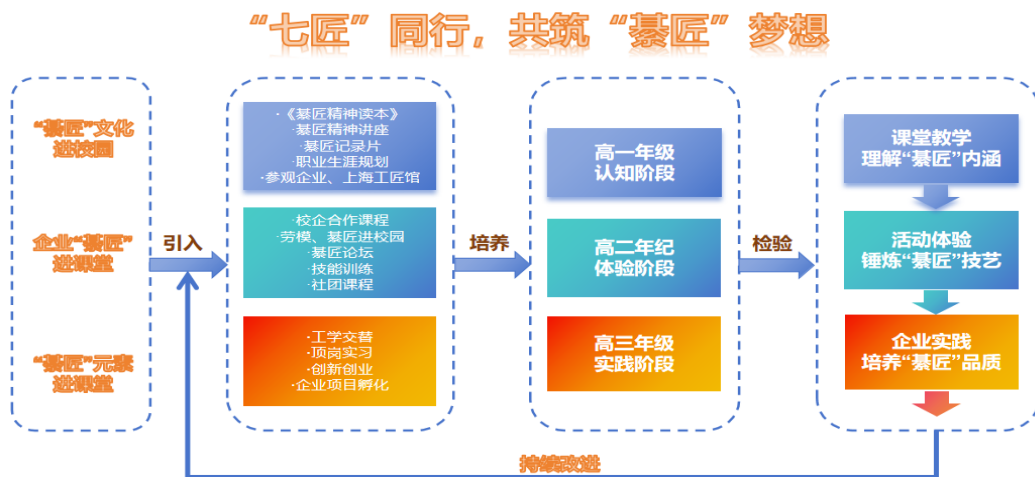 “七匠”同行，共筑“綦匠”梦想
“綦匠”文化
进校园
企业“綦匠”
进课堂
“綦匠”元素
进课堂
引入
·《綦匠精神读本》
·綦匠精神讲座
·綦匠记录片
·职业生涯规划
·参观企业、上海工匠馆
·校企合作课程
·劳模、綦匠进校园
·綦匠论坛
·技能训练
·社团课程
·工学交替
·顶岗实习
·创新创业
·企业项目孵化
培养
高一年级
认知阶段
高二年纪
体验阶段
高三年级
实践阶段
检验
课堂教学
理解“綦匠”内涵
活动体验
锤炼“綦匠”技艺
企业实践
培养“綦匠”品质
持续改进